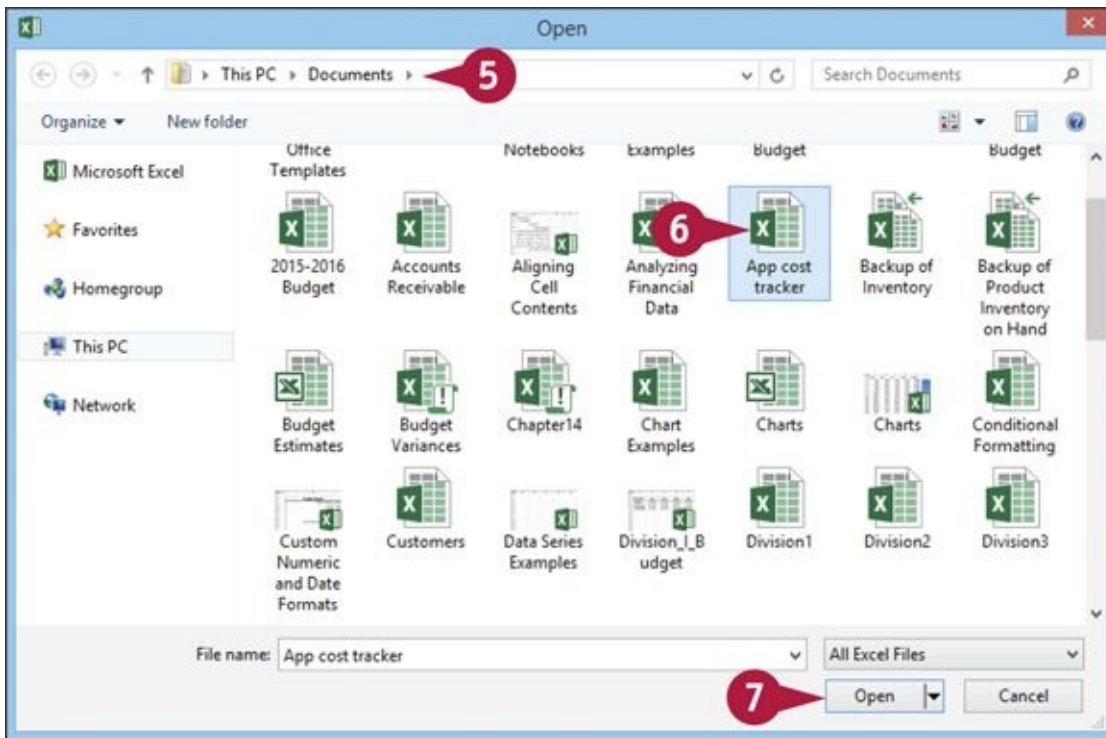 Open
This PC Documents
5
Search Documents
Organize
New folder
Microsoft Excel
Favorites
Homegroup
This PC
Network
Office
Templates
Notebooks
Examples
Budget
Budget
2015-2016
Budget
Accounts
Receivable
Aligning
Cell
Contents
Analyzing
Financial
Data
6
App cost
tracker
Backup of
Inventory
Backup of
Product
Inventory
on Hand
Budget
Estimates
Budget
Variances
Chapter14
Chart
Examples
Charts
Charts
Conditional
Formatting
Custom
Numeric
and Date
Formats
Customers
Data Series
Examples
Division_I_B
udget
Division1
Division2
Division3
File name: App cost tracker
All Excel Files
7
Open
Cancel